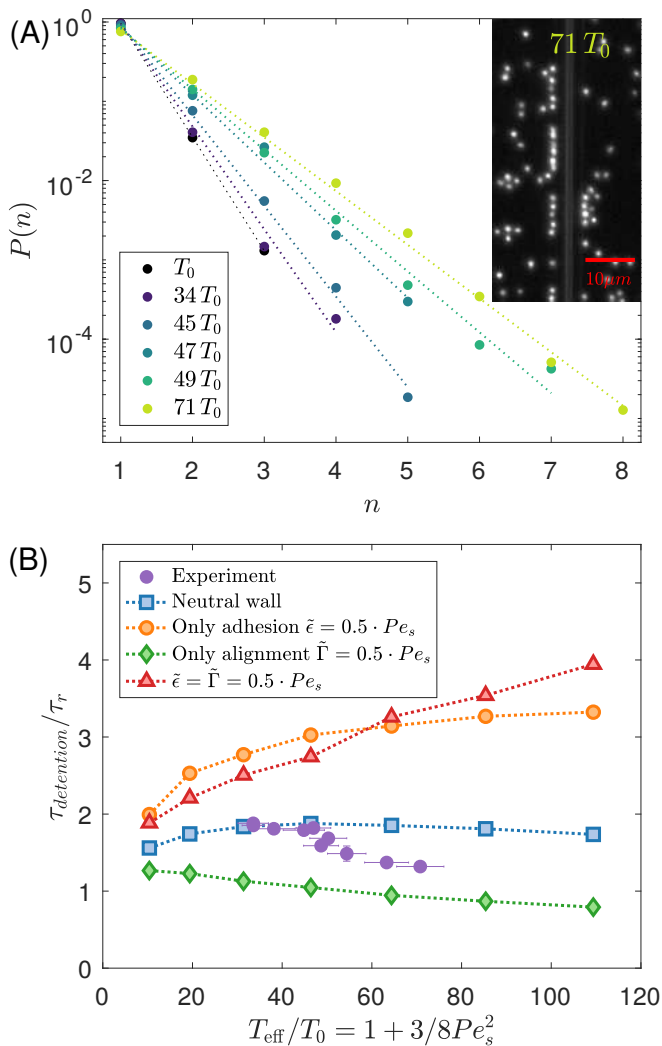 (A)
10^0
10^-2
10^-4
P(n)
T_0
34 T_0
45 T_0
47 T_0
49 T_0
71 T_0
71 T_0
10μm
1 2 3 4 5 6 7 8
n
(B)
5
4
3
2
1
0
τ_detention/τ_r
Experiment
Neutral wall
Only adhesion ε̃ = 0.5 · Pe_s
Only alignment Γ̃ = 0.5 · Pe_s
ε̃ = Γ̃ = 0.5 · Pe_s
0 20 40 60 80 100 120
T_eff/T_0 = 1 + 3/8Pe_s^2